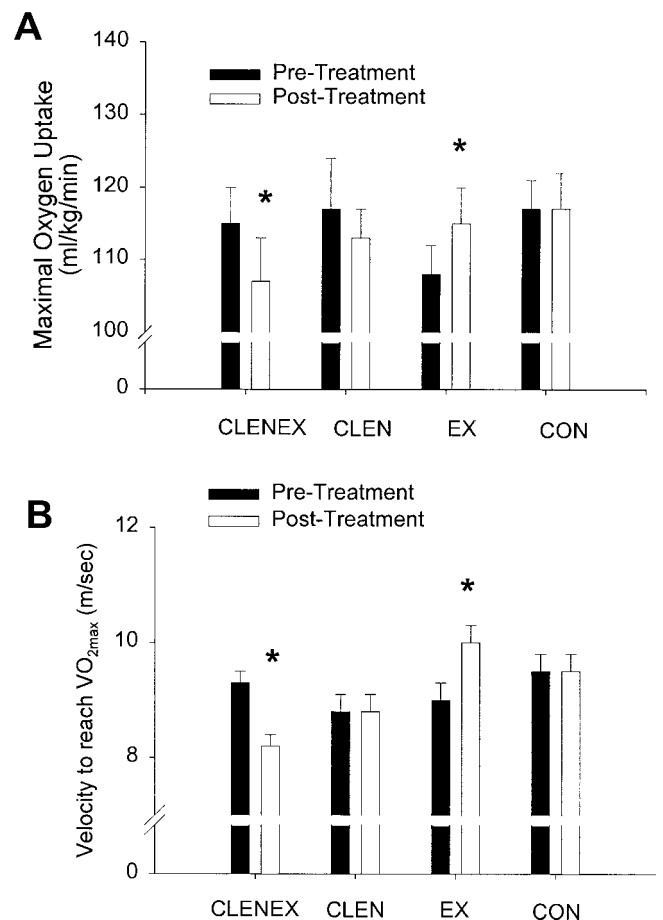 A
140
Pre-Treatment
Post-Treatment
130
*
120
*
110
100
0
Maximal Oxygen Uptake
(ml/kg/min)
CLENEX CLEN EX CON
B
Pre-Treatment
Post-Treatment
12
*
*
10
8
0
Velocity to reach VO2max (m/sec)
CLENEX CLEN EX CON